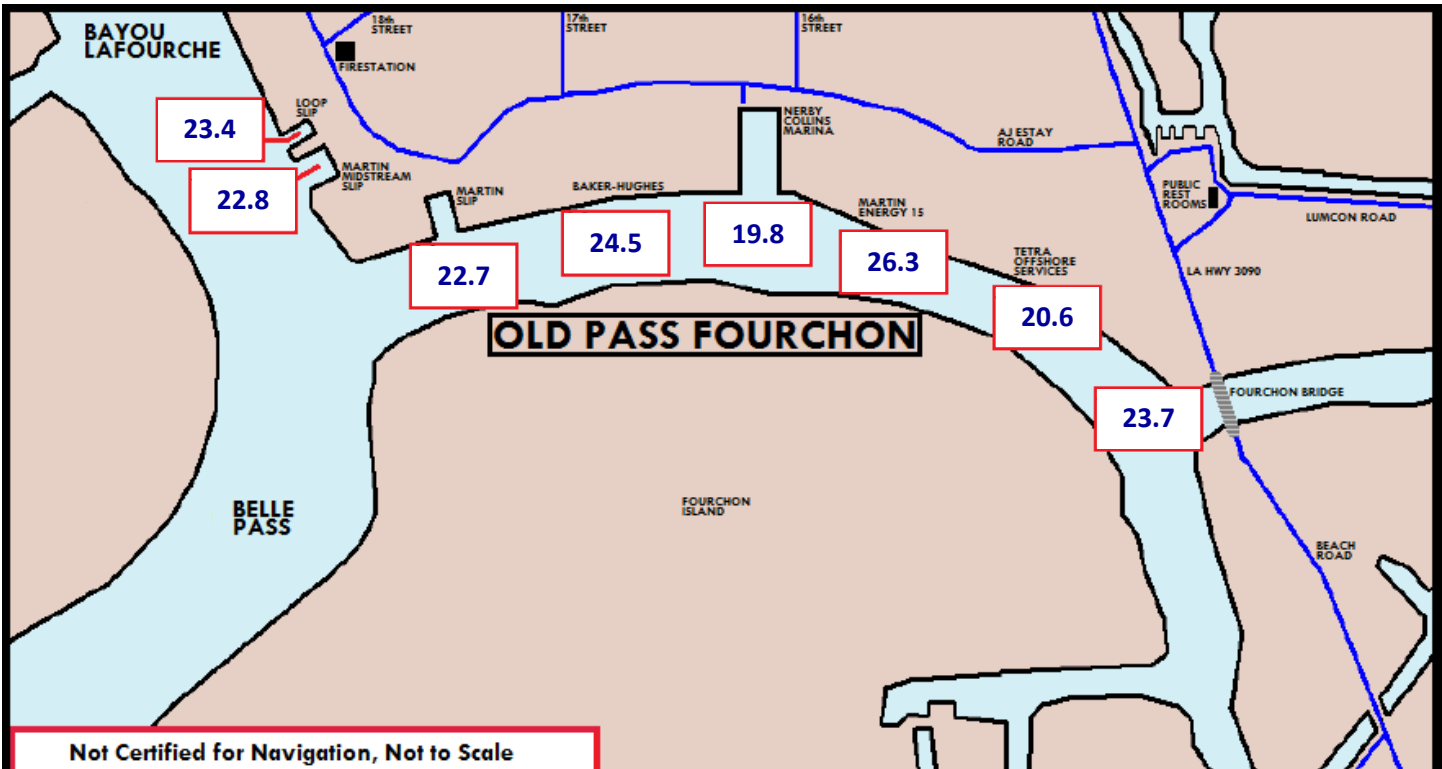 BAYOU
LAFOURCHE
18th
STREET
17th
STREET
16th
STREET
FIRESTATION
LOOP
SLIP
23.4
NERBY
COLLINS
MARINA
AJ ESTAY
ROAD
MARTIN
MIDSTREAM
SLIP
22.8
MARTIN
SLIP
BAKER-HUGHES
MARTIN
ENERGY 15
PUBLIC
REST
ROOMS
LUMCON ROAD
22.7
24.5
19.8
26.3
TETRA
OFFSHORE
SERVICES
LA HWY 3090
20.6
OLD PASS FOURCHON
23.7
FOURCHON BRIDGE
BELLE
PASS
FOURCHON
ISLAND
BEACH
ROAD
Not Certified for Navigation, Not to Scale